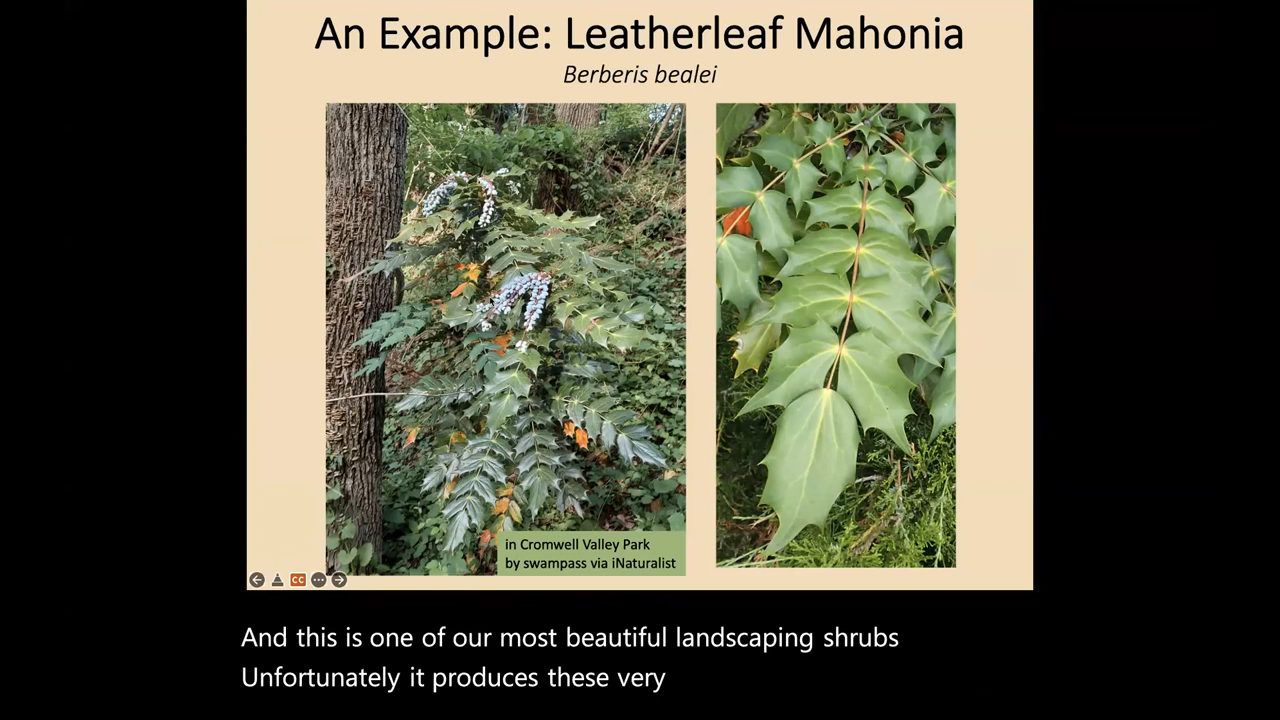 An Example: Leatherleaf Mahonia
Berberis bealei
in Cromwell Valley Park
by swampass via iNaturalist
CC
And this is one of our most beautiful landscaping shrubs
Unfortunately it produces these very